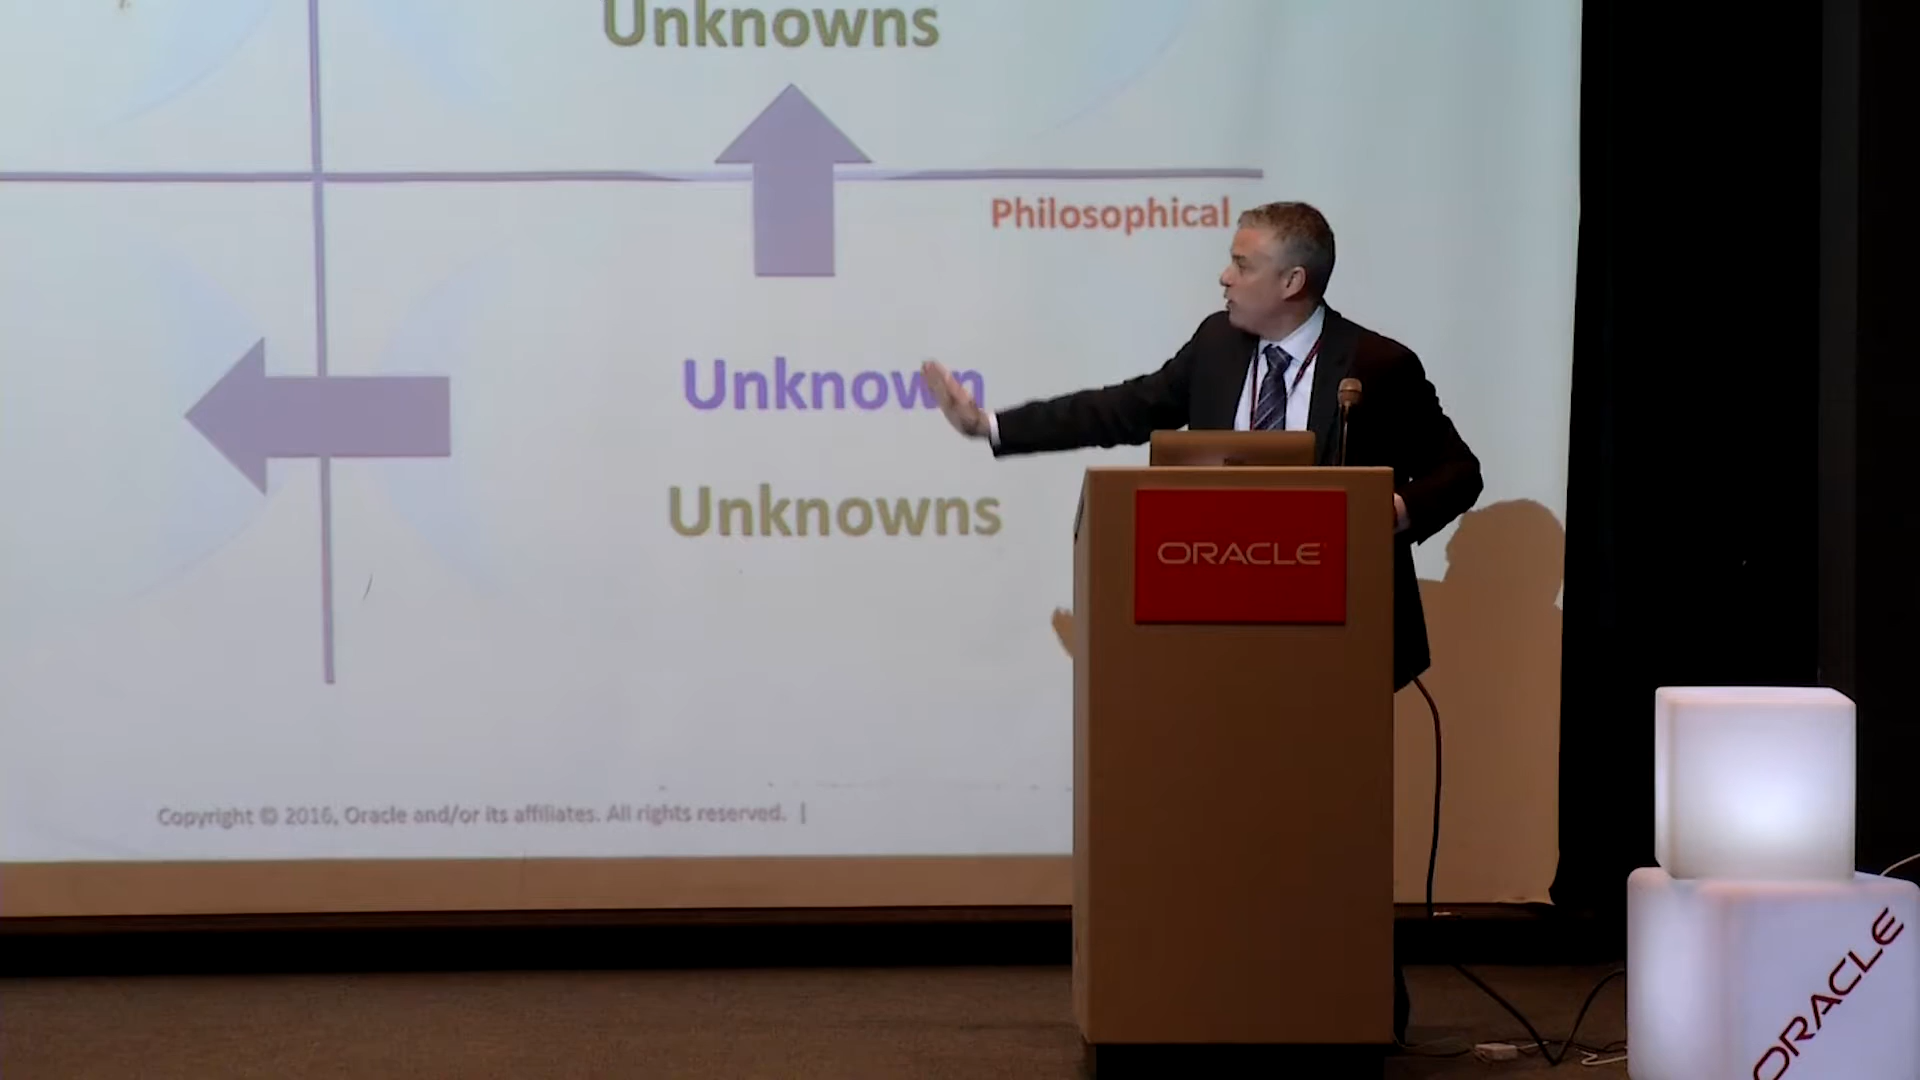 Unknowns
Philosophical
Unknown
Unknowns
ORACLE
Copyright © 2016, Oracle and/or its affiliates. All rights reserved. |
ORACLE